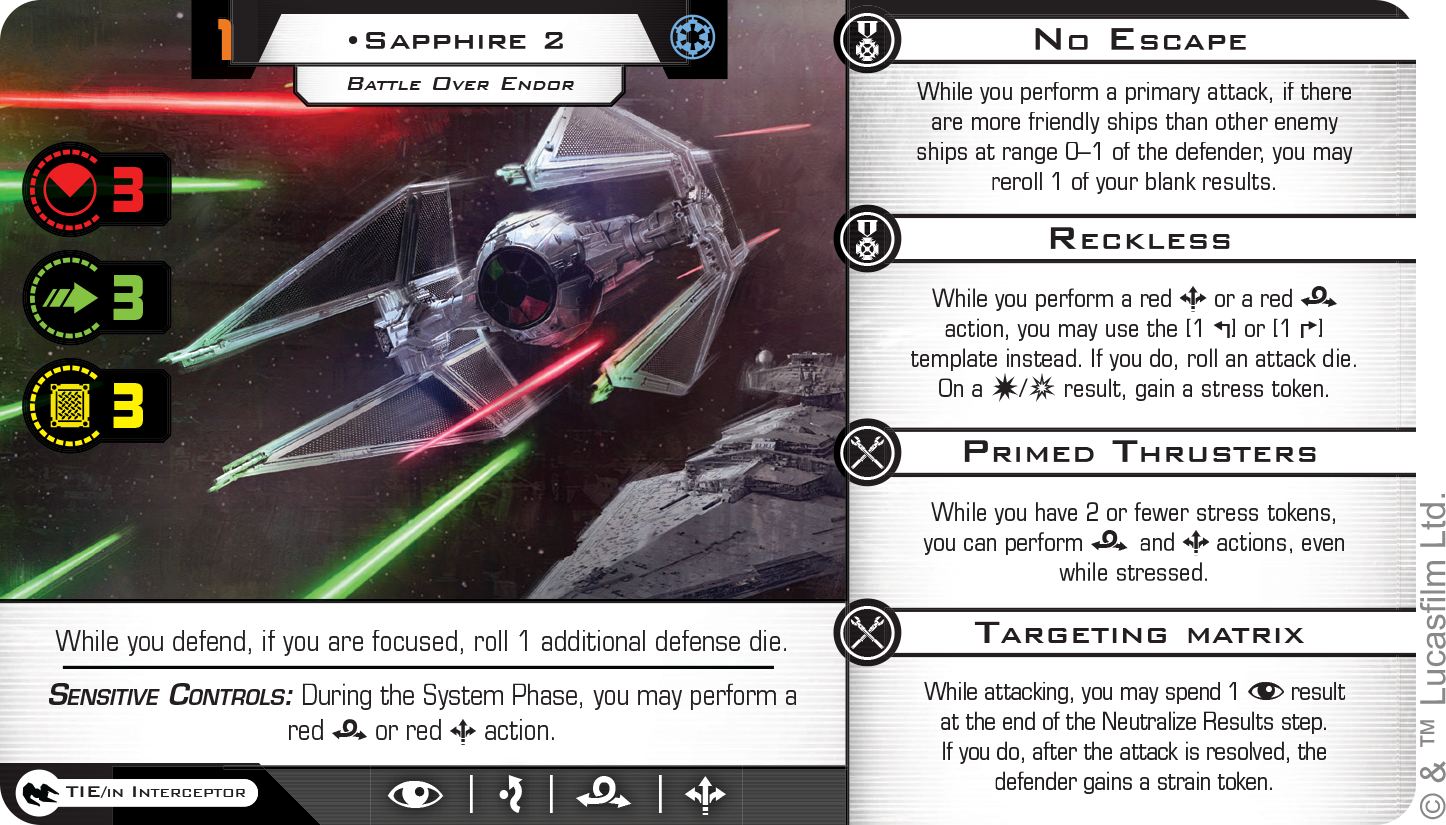 1
•Sapphire 2
Battle Over Endor
3
3
3
While you defend, if you are focused, roll 1 additional defense die.
Sensitive Controls: During the System Phase, you may perform a
red or red action.
TIE/in Interceptor
No Escape
While you perform a primary attack, if there
are more friendly ships than other enemy
ships at range 0–1 of the defender, you may
reroll 1 of your blank results.
Reckless
While you perform a red or a red
action, you may use the [1 ] or [1 ]
template instead. If you do, roll an attack die.
On a / result, gain a stress token.
Primed Thrusters
While you have 2 or fewer stress tokens,
you can perform and actions, even
while stressed.
Targeting matrix
While attacking, you may spend 1 result
at the end of the Neutralize Results step.
If you do, after the attack is resolved, the
defender gains a strain token.
© & ™ Lucasfilm Ltd.